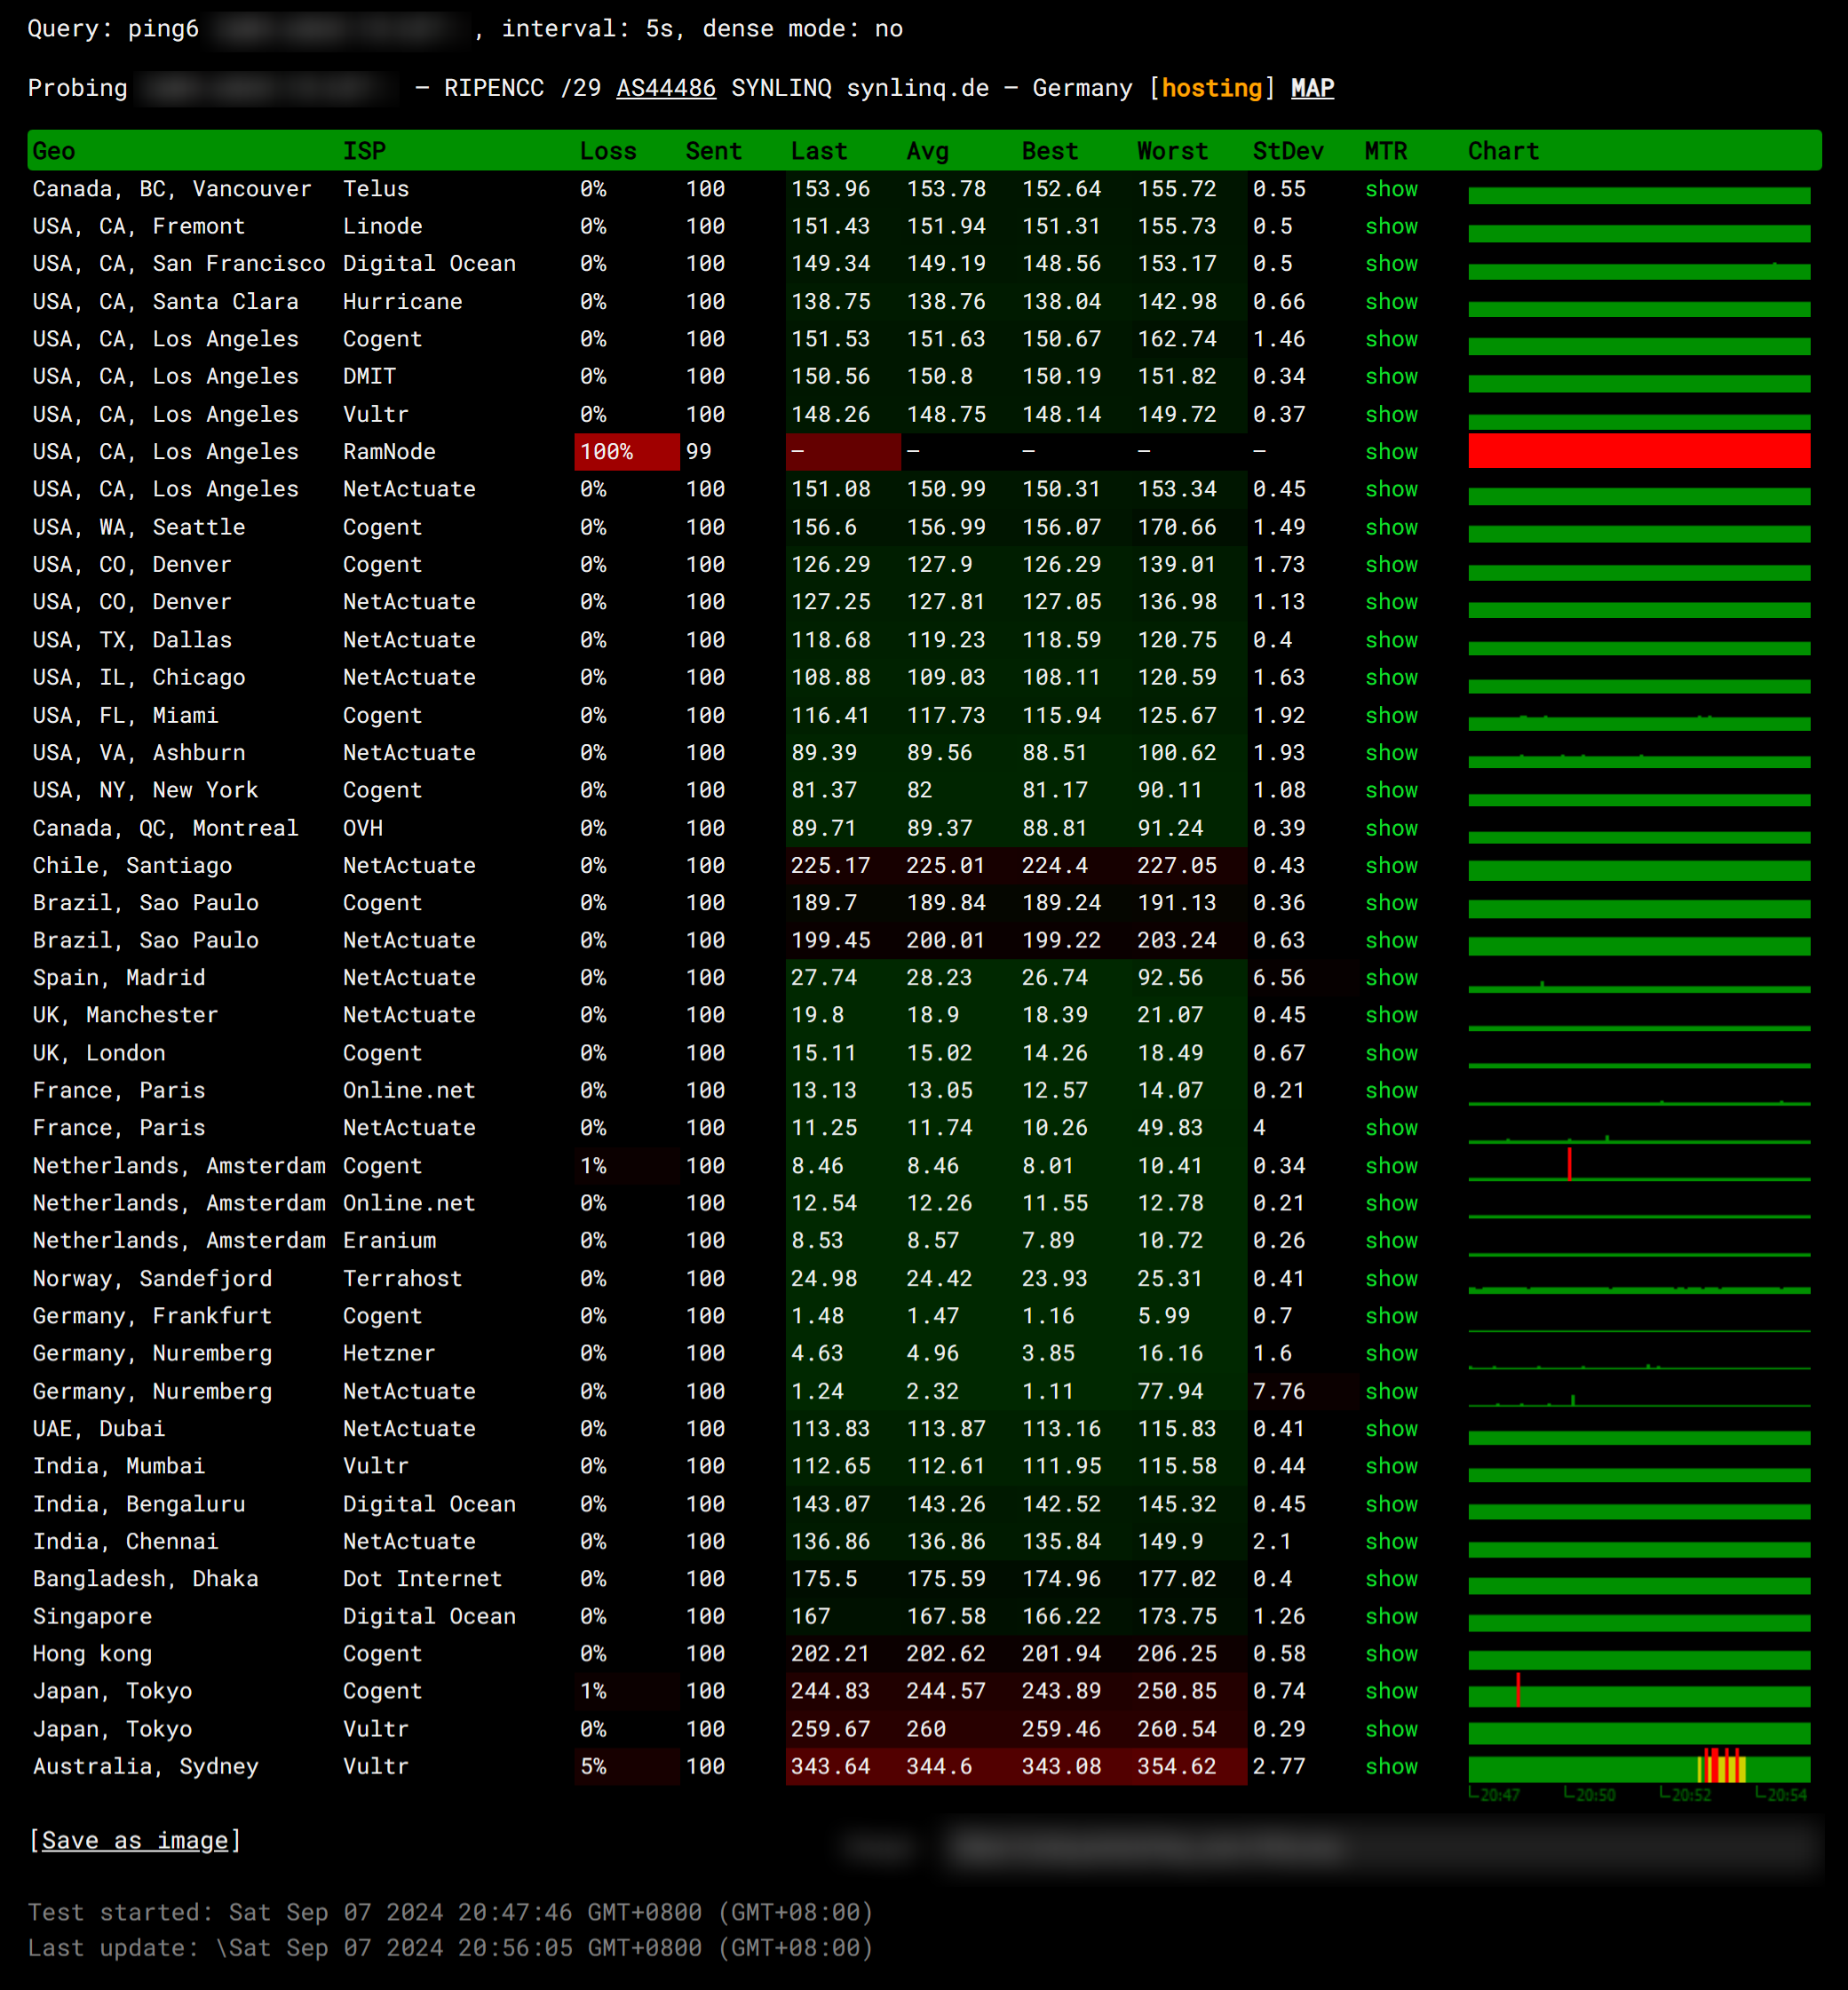 Query: ping6 , interval: 5s, dense mode: no
Probing — RIPENCC /29 AS44486 SYNLINQ synlinq.de — Germany [hosting] MAP
Geo ISP Loss Sent Last Avg Best Worst StDev MTR Chart
Canada, BC, Vancouver Telus 0% 100 153.96 153.78 152.64 155.72 0.55 show
USA, CA, Fremont Linode 0% 100 151.43 151.94 151.31 155.73 0.5 show
USA, CA, San Francisco Digital Ocean 0% 100 149.34 149.19 148.56 153.17 0.5 show
USA, CA, Santa Clara Hurricane 0% 100 138.75 138.76 138.04 142.98 0.66 show
USA, CA, Los Angeles Cogent 0% 100 151.53 151.63 150.67 162.74 1.46 show
USA, CA, Los Angeles DMIT 0% 100 150.56 150.8 150.19 151.82 0.34 show
USA, CA, Los Angeles Vultr 0% 100 148.26 148.75 148.14 149.72 0.37 show
USA, CA, Los Angeles RamNode 100% 99 — — — — — show
USA, CA, Los Angeles NetActuate 0% 100 151.08 150.99 150.31 153.34 0.45 show
USA, WA, Seattle Cogent 0% 100 156.6 156.99 156.07 170.66 1.49 show
USA, CO, Denver Cogent 0% 100 126.29 127.9 126.29 139.01 1.73 show
USA, CO, Denver NetActuate 0% 100 127.25 127.81 127.05 136.98 1.13 show
USA, TX, Dallas NetActuate 0% 100 118.68 119.23 118.59 120.75 0.4 show
USA, IL, Chicago NetActuate 0% 100 108.88 109.03 108.11 120.59 1.63 show
USA, FL, Miami Cogent 0% 100 116.41 117.73 115.94 125.67 1.92 show
USA, VA, Ashburn NetActuate 0% 100 89.39 89.56 88.51 100.62 1.93 show
USA, NY, New York Cogent 0% 100 81.37 82 81.17 90.11 1.08 show
Canada, QC, Montreal OVH 0% 100 89.71 89.37 88.81 91.24 0.39 show
Chile, Santiago NetActuate 0% 100 225.17 225.01 224.4 227.05 0.43 show
Brazil, Sao Paulo Cogent 0% 100 189.7 189.84 189.24 191.13 0.36 show
Brazil, Sao Paulo NetActuate 0% 100 199.45 200.01 199.22 203.24 0.63 show
Spain, Madrid NetActuate 0% 100 27.74 28.23 26.74 92.56 6.56 show
UK, Manchester NetActuate 0% 100 19.8 18.9 18.39 21.07 0.45 show
UK, London Cogent 0% 100 15.11 15.02 14.26 18.49 0.67 show
France, Paris Online.net 0% 100 13.13 13.05 12.57 14.07 0.21 show
France, Paris NetActuate 0% 100 11.25 11.74 10.26 49.83 4 show
Netherlands, Amsterdam Cogent 1% 100 8.46 8.46 8.01 10.41 0.34 show
Netherlands, Amsterdam Online.net 0% 100 12.54 12.26 11.55 12.78 0.21 show
Netherlands, Amsterdam Eranium 0% 100 8.53 8.57 7.89 10.72 0.26 show
Norway, Sandefjord Terrahost 0% 100 24.98 24.42 23.93 25.31 0.41 show
Germany, Frankfurt Cogent 0% 100 1.48 1.47 1.16 5.99 0.7 show
Germany, Nuremberg Hetzner 0% 100 4.63 4.96 3.85 16.16 1.6 show
Germany, Nuremberg NetActuate 0% 100 1.24 2.32 1.11 77.94 7.76 show
UAE, Dubai NetActuate 0% 100 113.83 113.87 113.16 115.83 0.41 show
India, Mumbai Vultr 0% 100 112.65 112.61 111.95 115.58 0.44 show
India, Bengaluru Digital Ocean 0% 100 143.07 143.26 142.52 145.32 0.45 show
India, Chennai NetActuate 0% 100 136.86 136.86 135.84 149.9 2.1 show
Bangladesh, Dhaka Dot Internet 0% 100 175.5 175.59 174.96 177.02 0.4 show
Singapore Digital Ocean 0% 100 167 167.58 166.22 173.75 1.26 show
Hong kong Cogent 0% 100 202.21 202.62 201.94 206.25 0.58 show
Japan, Tokyo Cogent 1% 100 244.83 244.57 243.89 250.85 0.74 show
Japan, Tokyo Vultr 0% 100 259.67 260 259.46 260.54 0.29 show
Australia, Sydney Vultr 5% 100 343.64 344.6 343.08 354.62 2.77 show
20:47 20:50 20:52 20:54
[Save as image]
Test started: Sat Sep 07 2024 20:47:46 GMT+0800 (GMT+08:00)
Last update: \Sat Sep 07 2024 20:56:05 GMT+0800 (GMT+08:00)